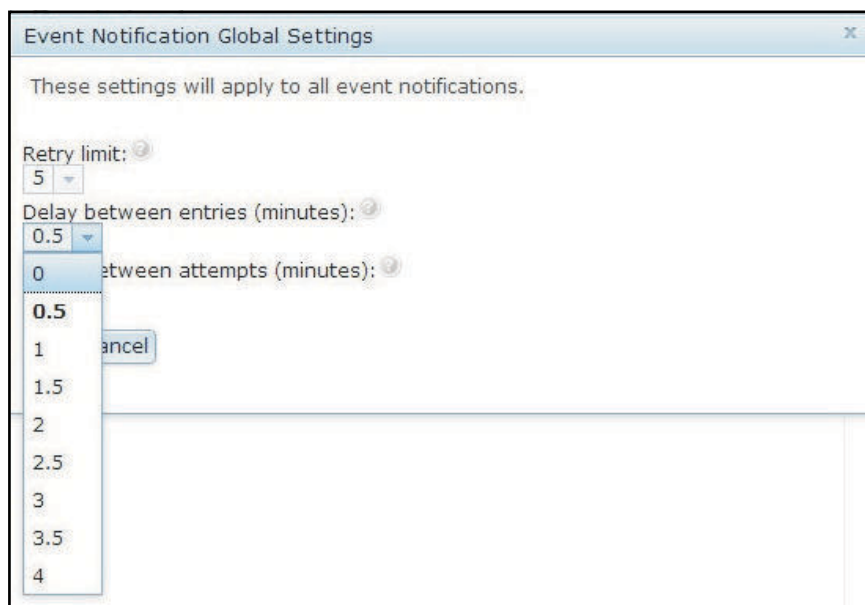 Event Notification Global Settings x
These settings will apply to all event notifications.
Retry limit: ?
5
Delay between entries (minutes): ?
0.5
0 etween attempts (minutes): ?
0.5
1 ancel
1.5
2
2.5
3
3.5
4